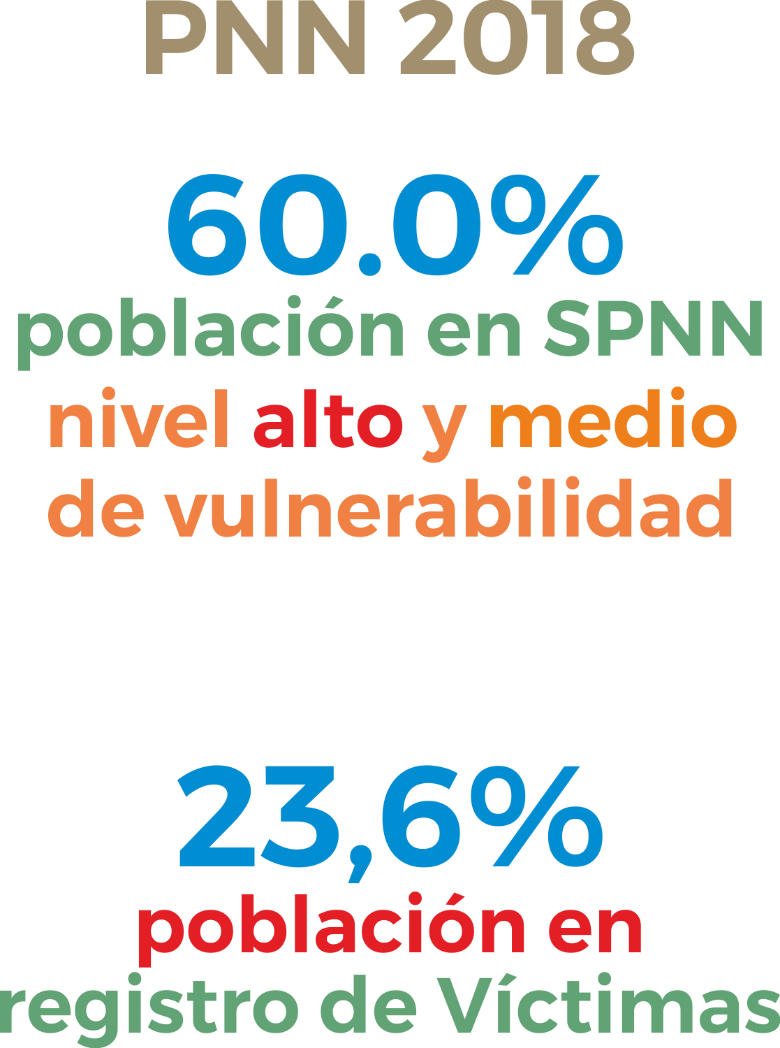 PNN 2018
60.0%
población en SPNN
nivel alto y medio
de vulnerabilidad
23,6%
población en
registro de Víctimas